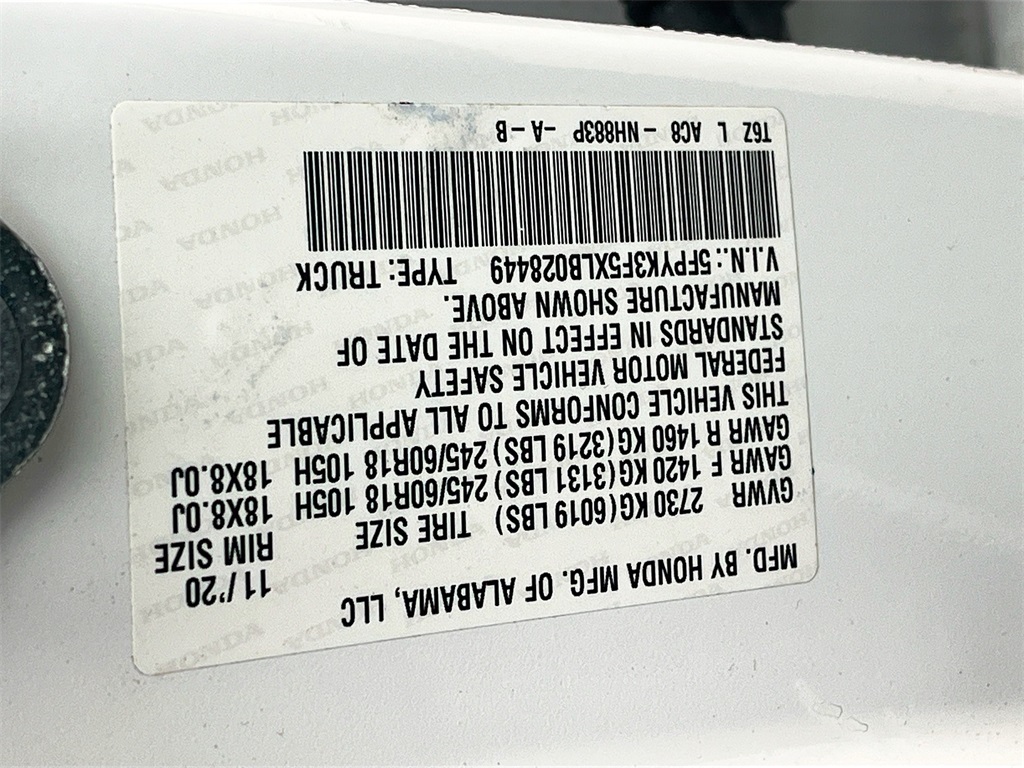 MFD. BY HONDA MFG. OF ALABAMA, LLC 11/'20
GVWR 2730 KG (6019 LBS) TIRE SIZE RIM SIZE
GAWR F 1420 KG (3131 LBS) 245/60R18 105H 18X8.0J
GAWR R 1460 KG (3219 LBS) 245/60R18 105H 18X8.0J
THIS VEHICLE CONFORMS TO ALL APPLICABLE
FEDERAL MOTOR VEHICLE SAFETY
STANDARDS IN EFFECT ON THE DATE OF
MANUFACTURE SHOWN ABOVE.
V.I.N.: 5FPYK3F5XLB028449 TYPE: TRUCK
T6Z L AC8 - NH883P -A-B